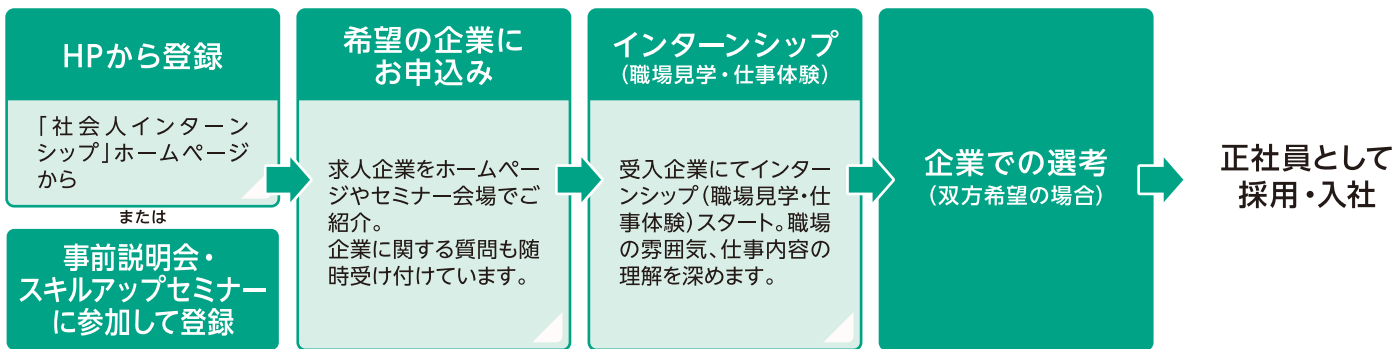 HPから登録
「社会人インターン
シップ」ホームページ
から
または
事前説明会・
スキルアップセミナー
に参加して登録
希望の企業に
お申込み
求人企業をホームペー
ジやセミナー会場でご
紹介。
企業に関する質問も随
時受け付けています。
インターンシップ
(職場見学・仕事体験)
受入企業にてインター
ンシップ(職場見学・仕
事体験)スタート。職場
の雰囲気、仕事内容の
理解を深めます。
企業での選考
(双方希望の場合)
正社員として
採用・入社